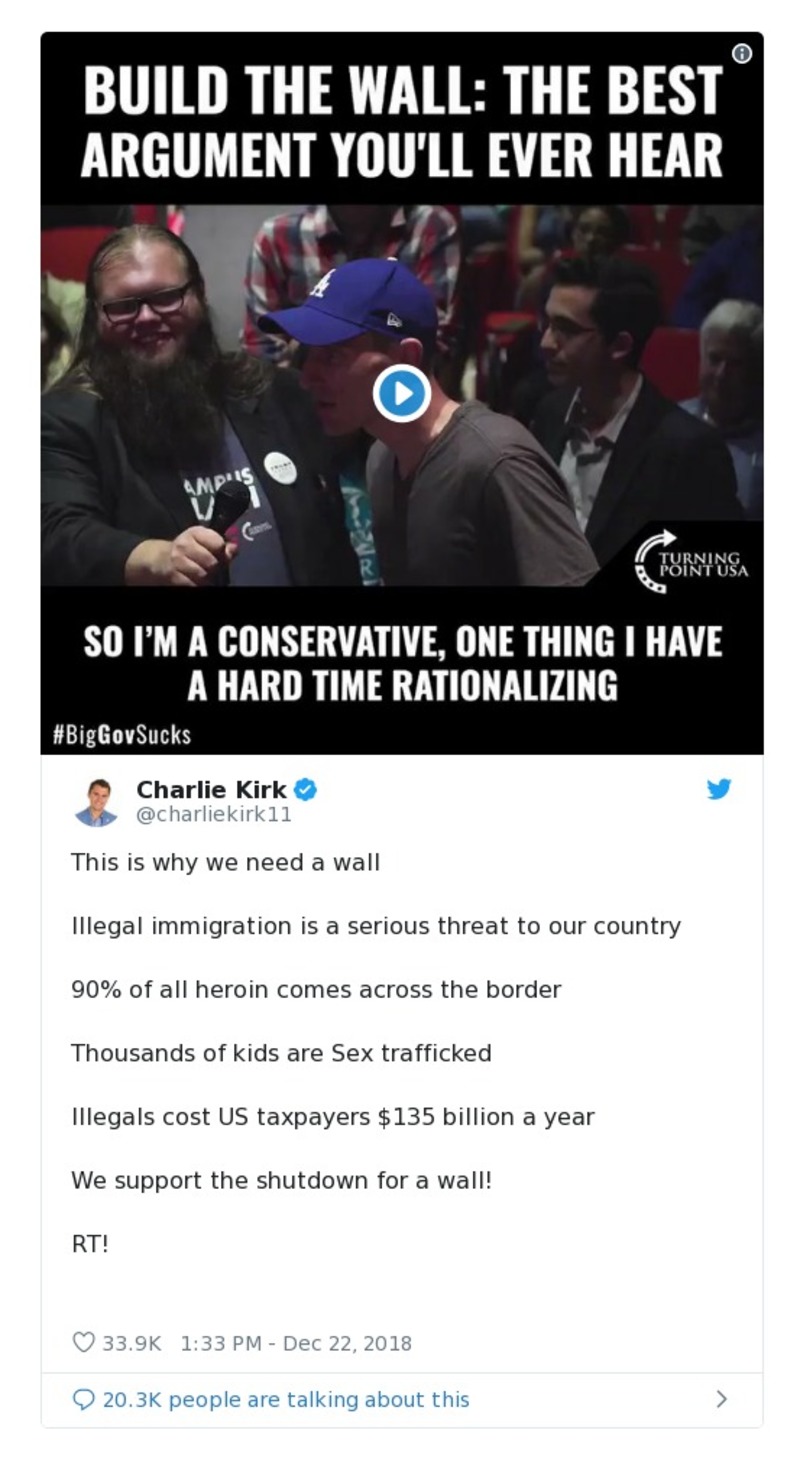 BUILD THE WALL: THE BEST
ARGUMENT YOU'LL EVER HEAR
LA
TURNING
POINT USA
SO I'M A CONSERVATIVE, ONE THING I HAVE
A HARD TIME RATIONALIZING
#BigGovSucks
Charlie Kirk
@charliekirk11
This is why we need a wall
Illegal immigration is a serious threat to our country
90% of all heroin comes across the border
Thousands of kids are Sex trafficked
Illegals cost US taxpayers $135 billion a year
We support the shutdown for a wall!
RT!
33.9K 1:33 PM - Dec 22, 2018
20.3K people are talking about this